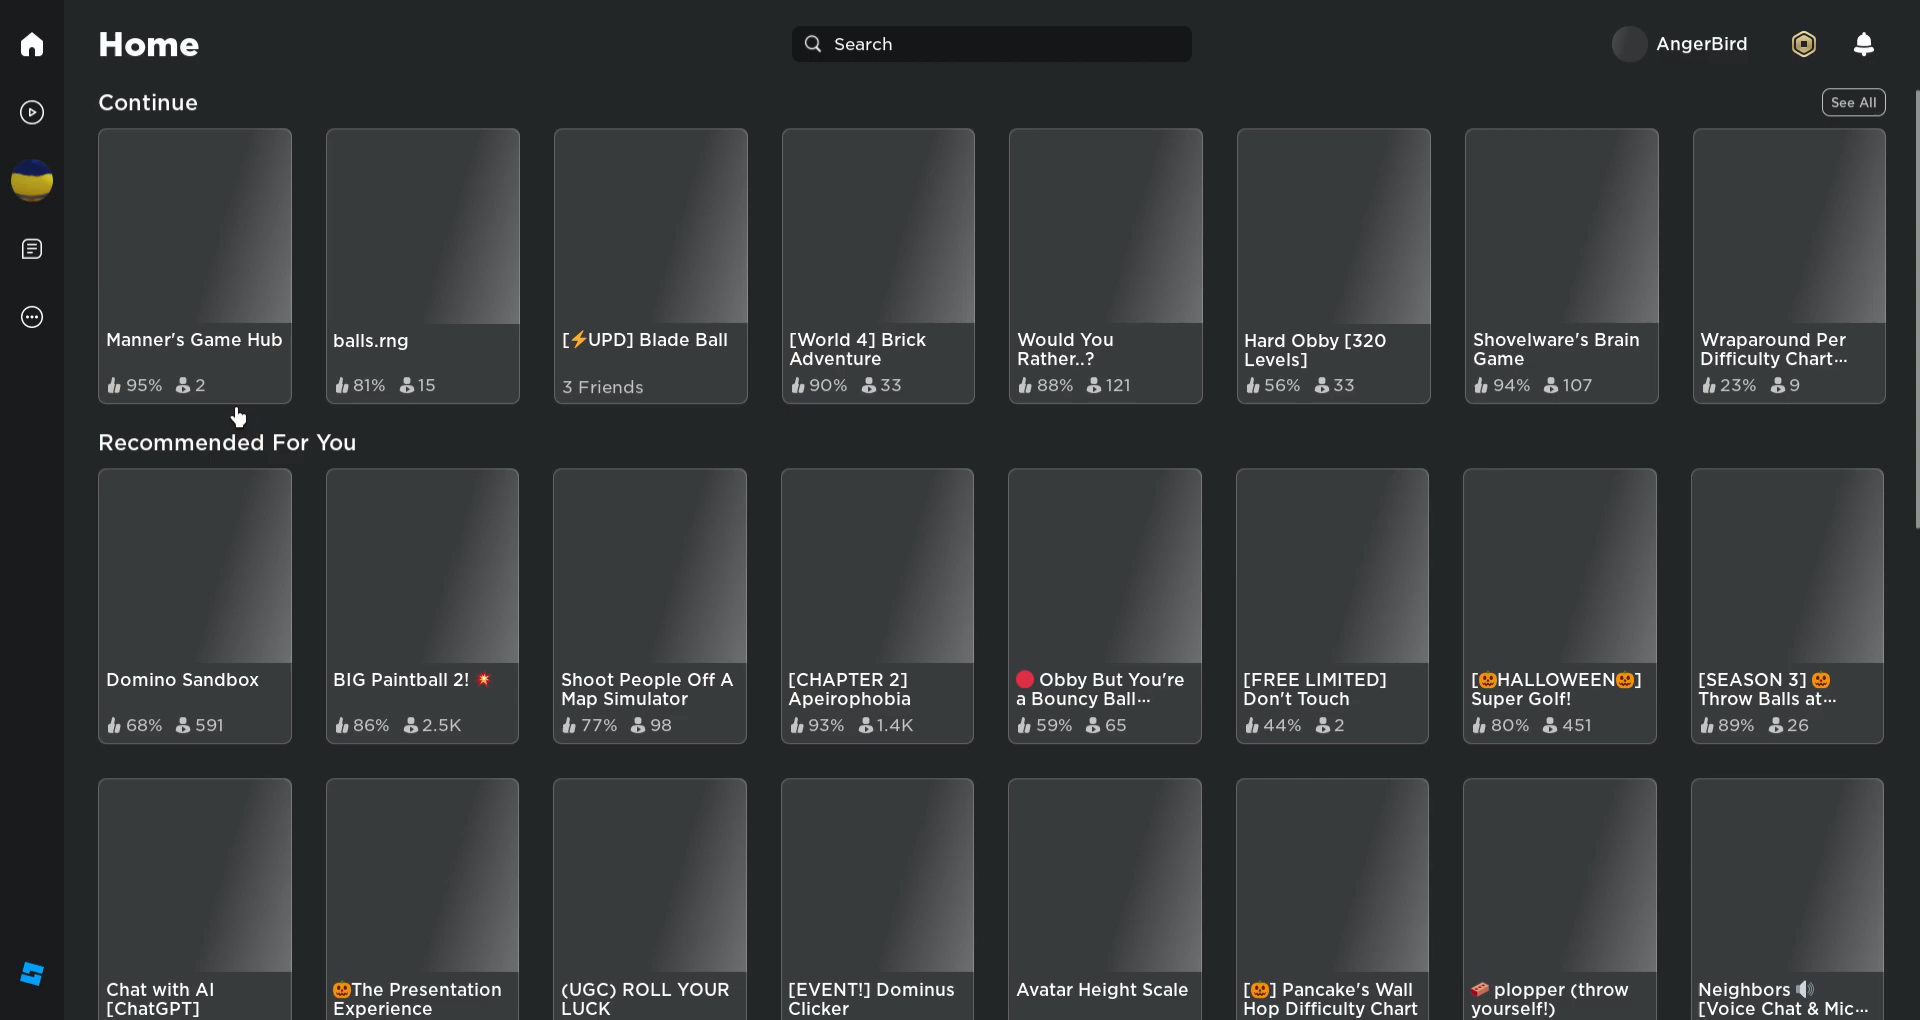 Home
Search
AngerBird
Continue
See All
Manner's Game Hub
95% 2
balls.rng
81% 15
[⚡UPD] Blade Ball
3 Friends
[World 4] Brick
Adventure
90% 33
Would You
Rather..?
88% 121
Hard Obby [320
Levels]
56% 33
Shovelware's Brain
Game
94% 107
Wraparound Per
Difficulty Chart...
23% 9
Recommended For You
Domino Sandbox
68% 591
BIG Paintball 2! 💥
86% 2.5K
Shoot People Off A
Map Simulator
77% 98
[CHAPTER 2]
Apeirophobia
93% 1.4K
🔴 Obby But You're
a Bouncy Ball...
59% 65
[FREE LIMITED]
Don't Touch
44% 2
[🎃HALLOWEEN🎃]
Super Golf!
80% 451
[SEASON 3] 🎃
Throw Balls at...
89% 26
Chat with AI
[ChatGPT]
🎃The Presentation
Experience
(UGC) ROLL YOUR
LUCK
[EVENT!] Dominus
Clicker
Avatar Height Scale
[🎃] Pancake's Wall
Hop Difficulty Chart
plopper (throw
yourself!)
Neighbors 🔊
[Voice Chat & Mic...